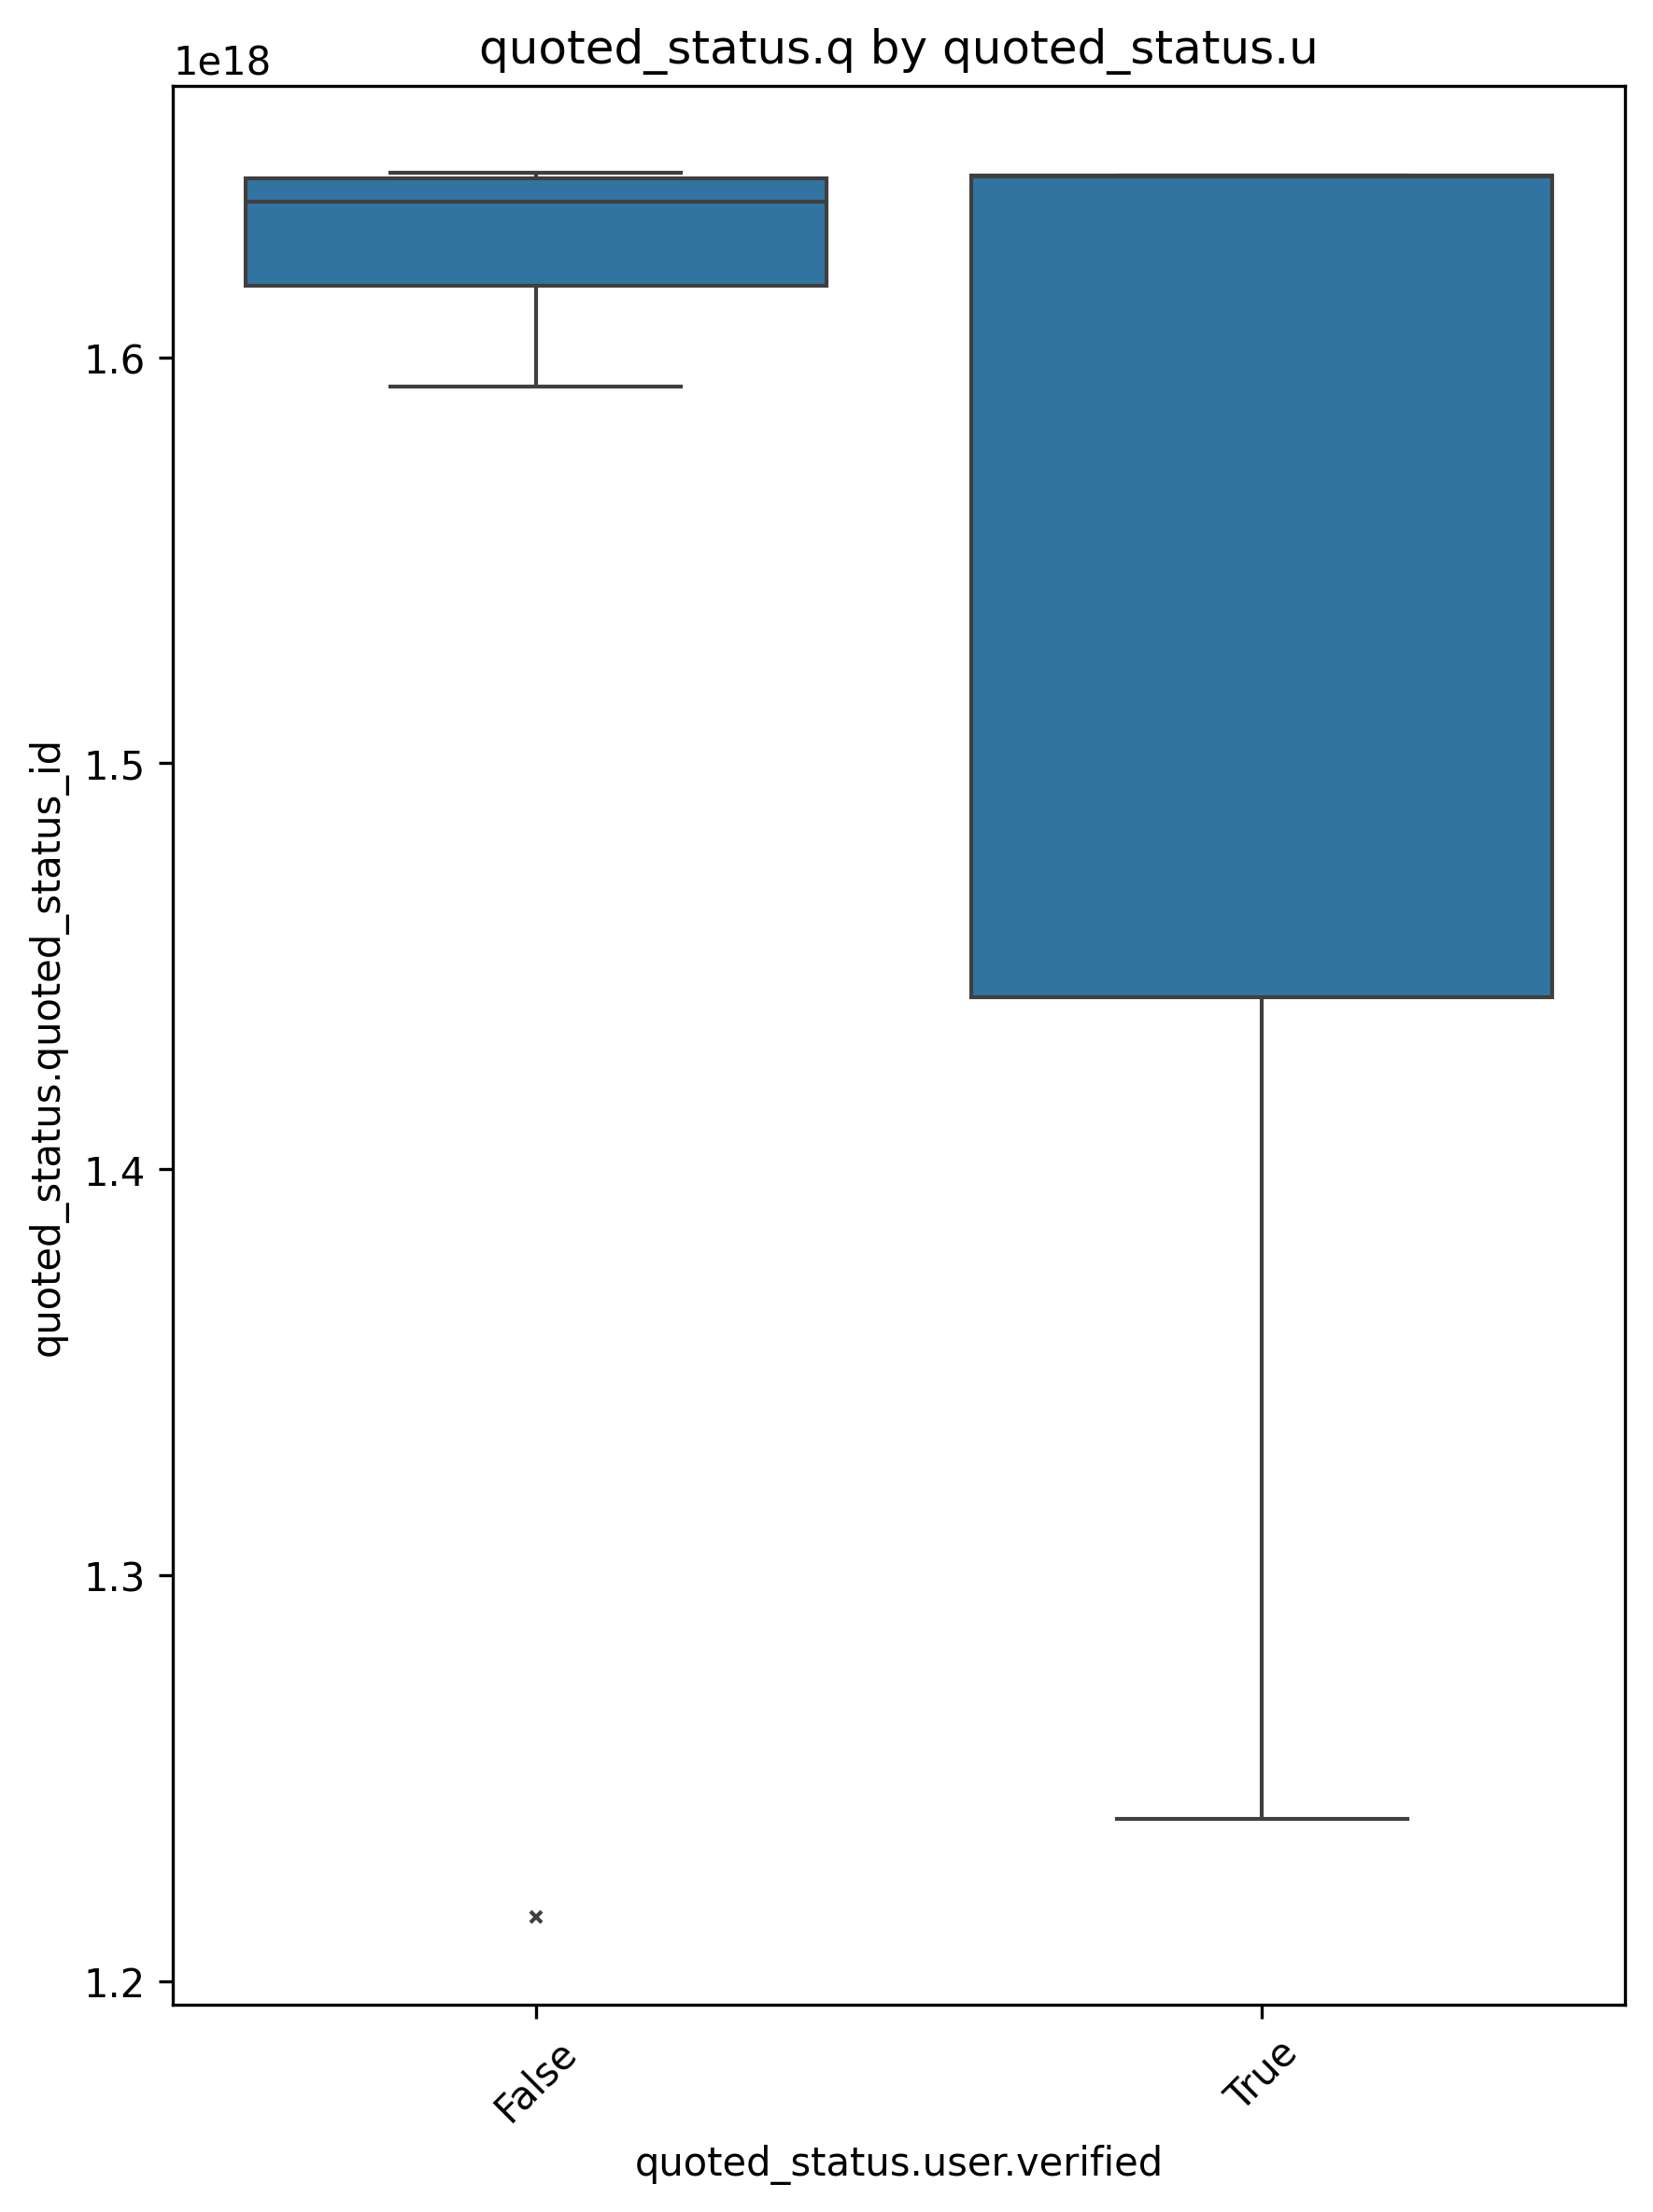 quoted_status.q by quoted_status.u
1e18
1.6
1.5
1.4
1.3
1.2
quoted_status.quoted_status_id
False
True
quoted_status.user.verified